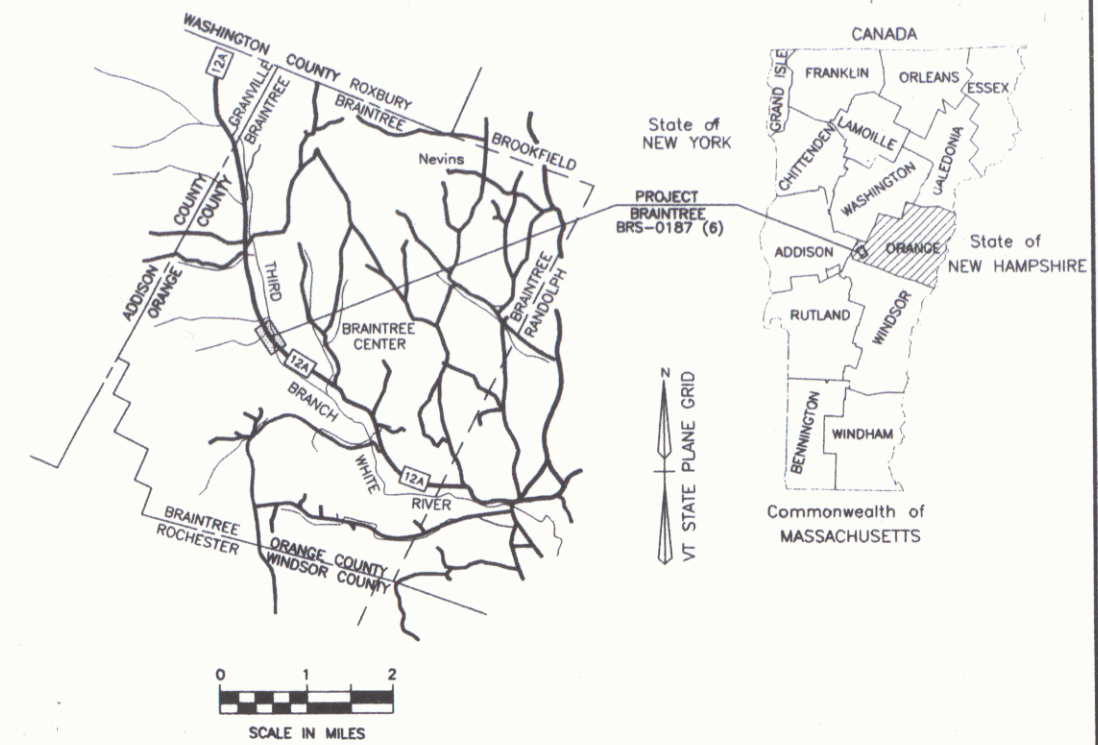 WASHINGTON COUNTY
12A
GRANVILLE
BRAINTREE
ROXBURY
BRAINTREE
BROOKFIELD
Nevins
COUNTY
COUNTY
ADDISON
ORANGE
THIRD
BRAINTREE
RANDOLPH
BRAINTREE
CENTER
12A
BRANCH
WHITE
12A
RIVER
BRAINTREE
ROCHESTER
ORANGE COUNTY
WINDSOR COUNTY
0 1 2
SCALE IN MILES
PROJECT
BRAINTREE
BRS-0187 (6)
N
VT STATE PLANE GRID
CANADA
GRAND ISLE
FRANKLIN
ORLEANS
ESSEX
State of
NEW YORK
LAMOILLE
CHITTENDEN
WASHINGTON
CALEDONIA
ADDISON
ORANGE
State of
NEW HAMPSHIRE
RUTLAND
WINDSOR
BENNINGTON
WINDHAM
Commonwealth of
MASSACHUSETTS